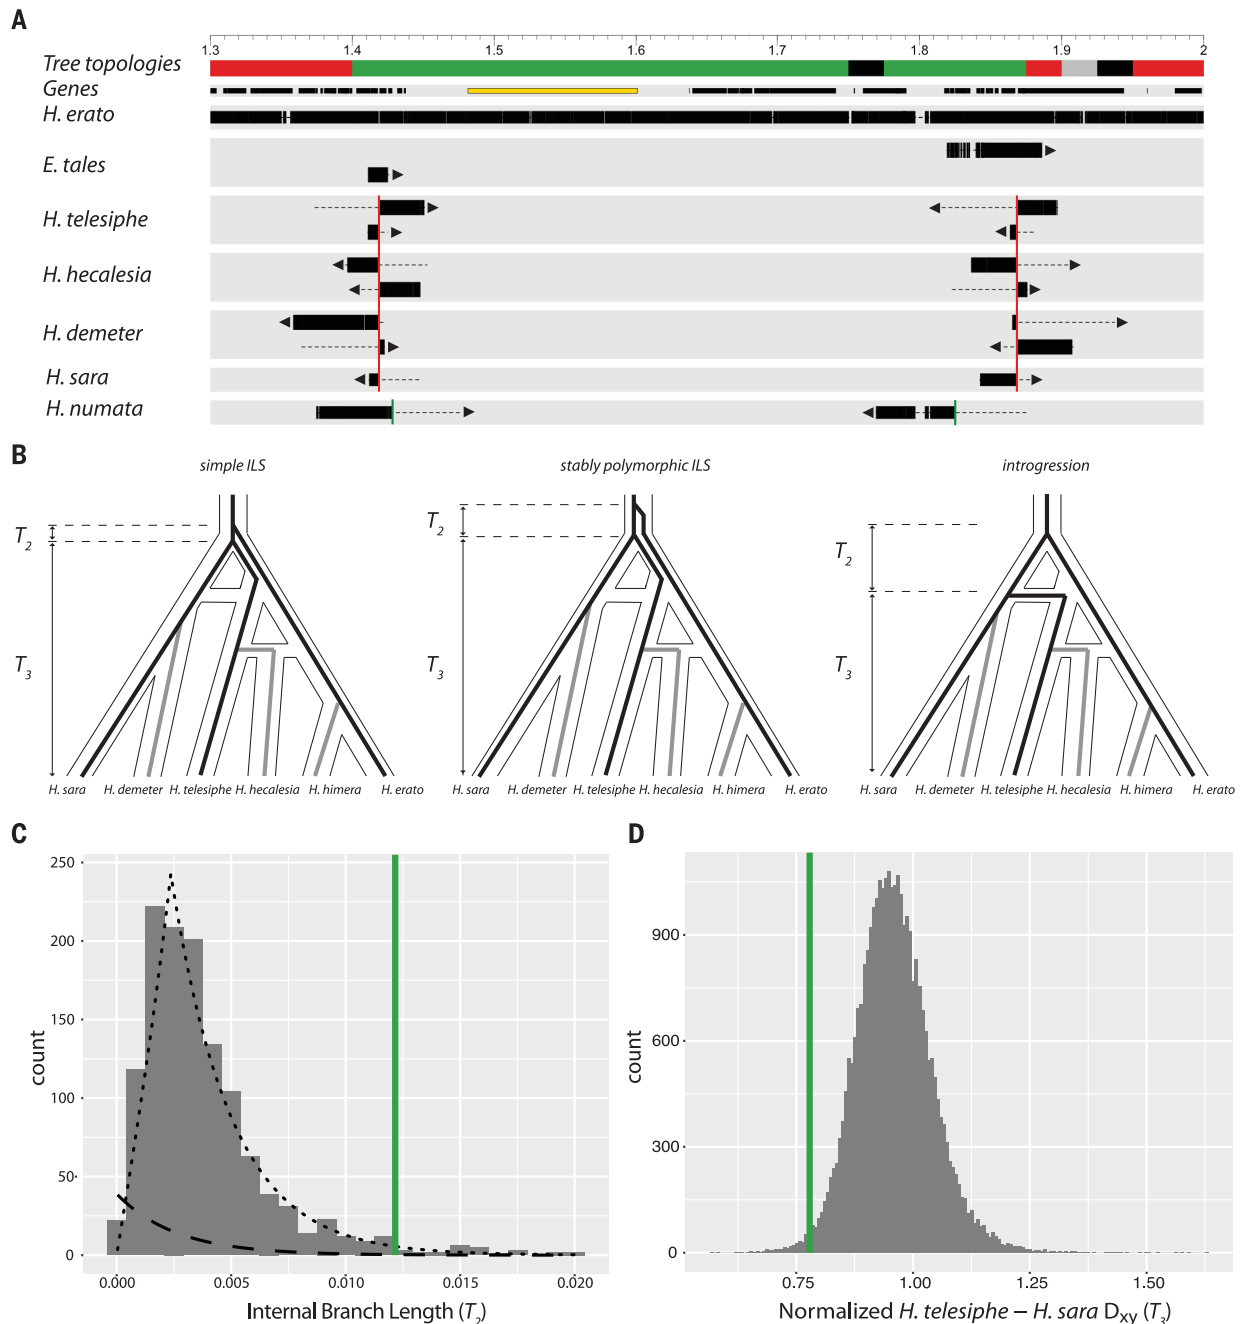 A
1.3 1.4 1.5 1.6 1.7 1.8 1.9 2
Tree topologies
Genes
H. erato
E. tales
H. telesiphe
H. hecalesia
H. demeter
H. sara
H. numata
B
simple ILS
stably polymorphic ILS
introgression
T2
T3
H. sara H. demeter H. telesiphe H. hecalesia H. himera H. erato
T2
T3
H. sara H. demeter H. telesiphe H. hecalesia H. himera H. erato
T2
T3
H. sara H. demeter H. telesiphe H. hecalesia H. himera H. erato
C
250
200
150
100
50
0
count
0.000 0.005 0.010 0.015 0.020
Internal Branch Length (T2)
D
900
600
300
0
count
0.75 1.00 1.25 1.50
Normalized H. telesiphe – H. sara Dxy (T3)